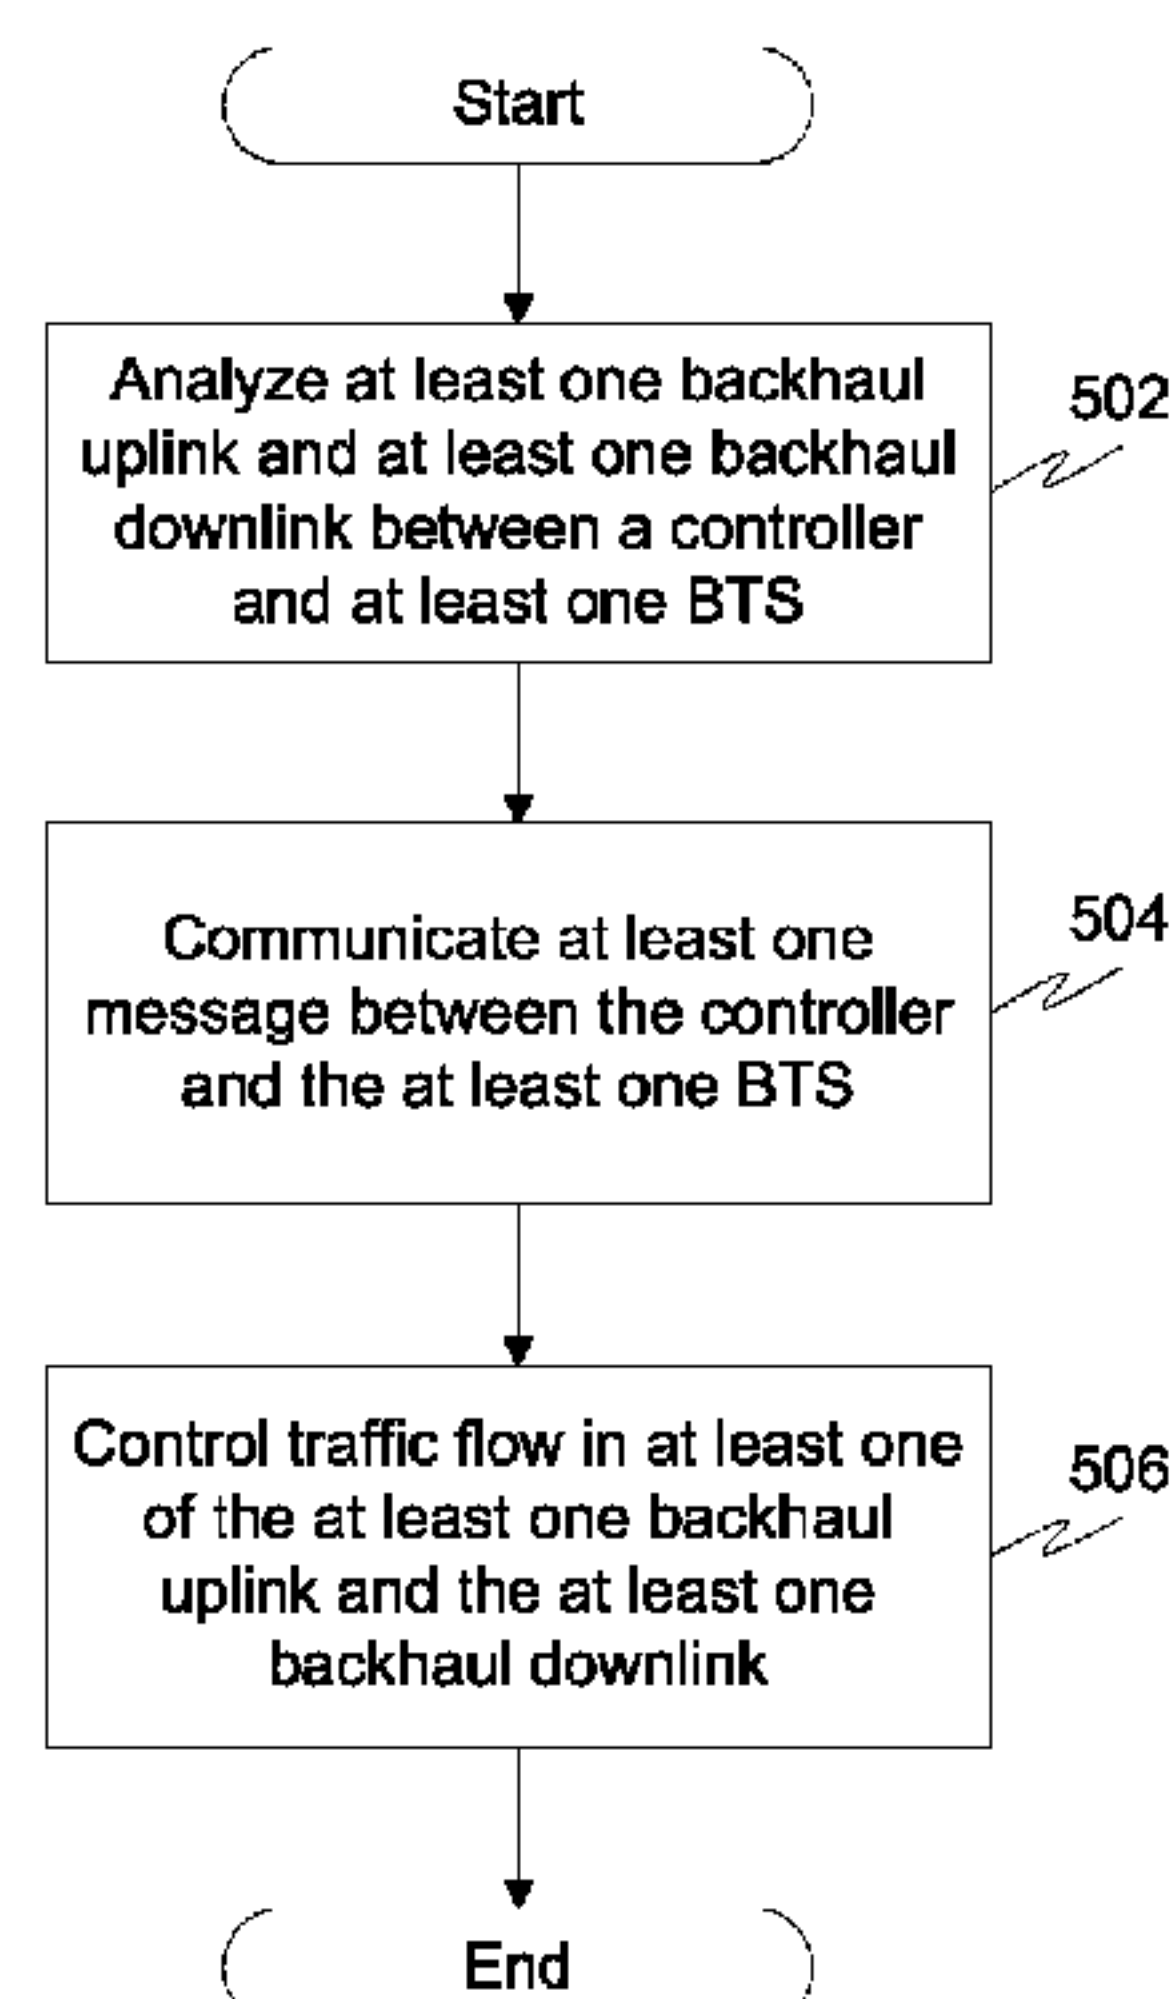 Start
Analyze at least one backhaul
uplink and at least one backhaul
downlink between a controller
and at least one BTS
502
Communicate at least one
message between the controller
and the at least one BTS
504
Control traffic flow in at least one
of the at least one backhaul
uplink and the at least one
backhaul downlink
506
End